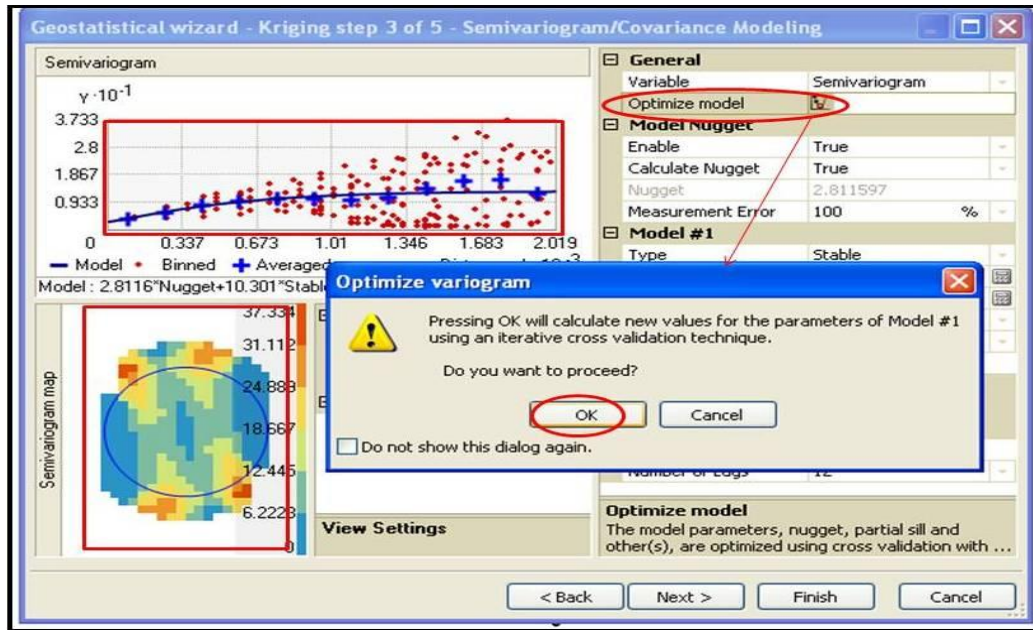 Geostatistical wizard - Kriging step 3 of 5 - Semivariogram/Covariance Modeling
Semivariogram
γ·10⁻¹
3.733
2.8
1.867
0.933
0 0.337 0.673 1.01 1.346 1.683 2.019
Model Binned Averaged
Model : 2.8116*Nugget+10.301*Stabl
General
Variable Semivariogram
Optimize model
Model Nugget
Enable True
Calculate Nugget True
Nugget 2.811597
Measurement Error 100 %
Model #1
Type Stable
Optimize variogram
Pressing OK will calculate new values for the parameters of Model #1
using an iterative cross validation technique.
Do you want to proceed?
OK Cancel
Do not show this dialog again.
Semivariogram map
37.334
31.112
24.889
18.667
12.445
6.2223
0
View Settings
Number of Lags 12
Optimize model
The model parameters, nugget, partial sill and
other(s), are optimized using cross validation with ...
< Back Next > Finish Cancel